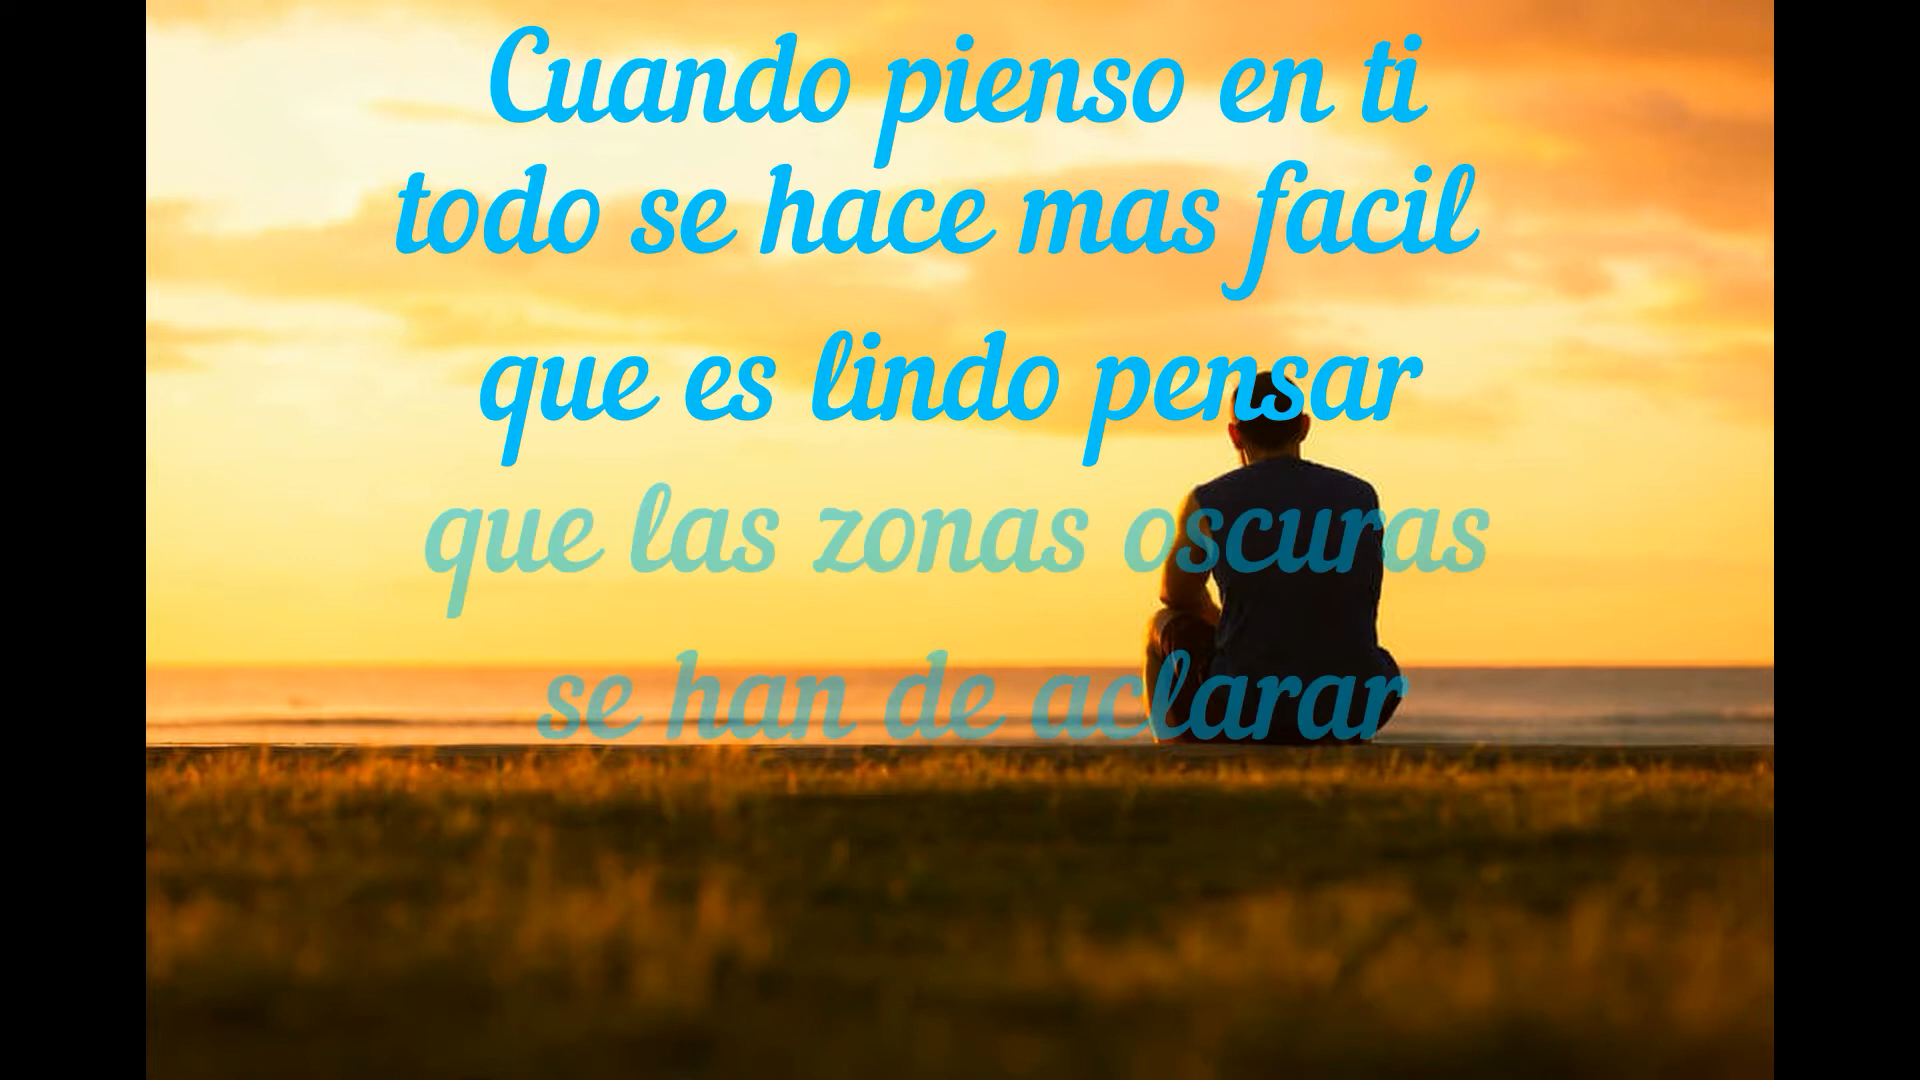 Cuando pienso en ti
todo se hace mas facil
que es lindo pensar
que las zonas oscuras
se han de aclarar